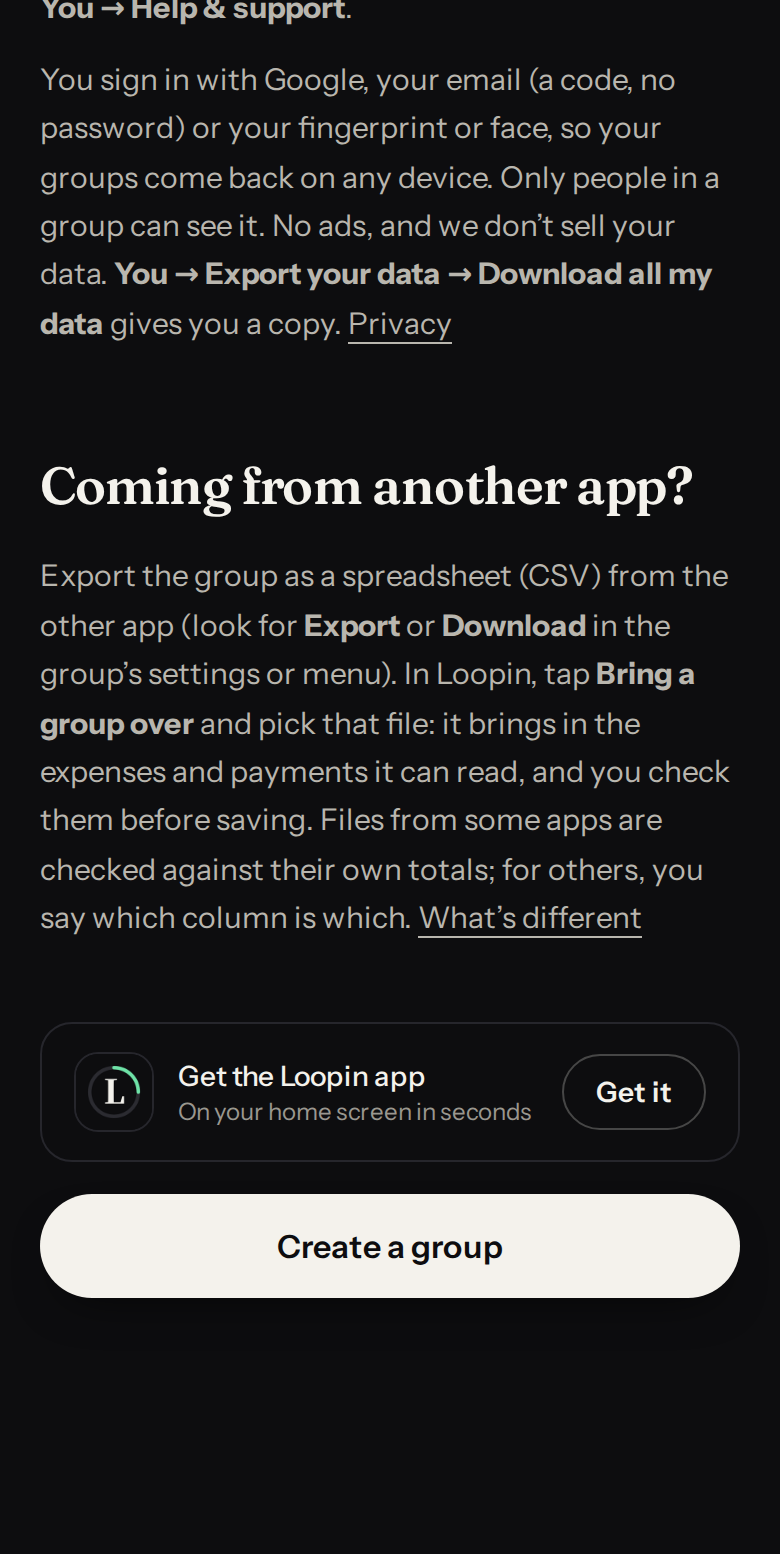 You → Help & support.
You sign in with Google, your email (a code, no
password) or your fingerprint or face, so your
groups come back on any device. Only people in a
group can see it. No ads, and we don’t sell your
data. You → Export your data → Download all my
data gives you a copy. Privacy
Coming from another app?
Export the group as a spreadsheet (CSV) from the
other app (look for Export or Download in the
group’s settings or menu). In Loopin, tap Bring a
group over and pick that file: it brings in the
expenses and payments it can read, and you check
them before saving. Files from some apps are
checked against their own totals; for others, you
say which column is which. What’s different
L
Get the Loopin app
On your home screen in seconds
Get it
Create a group